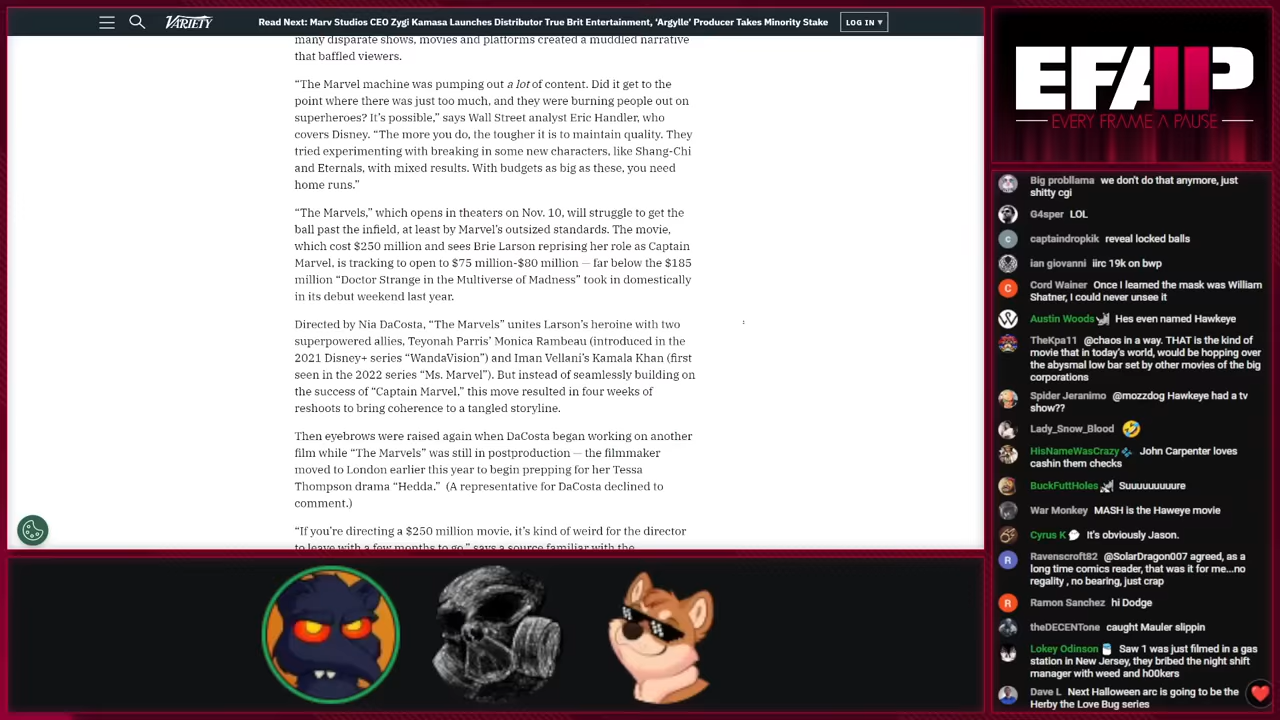 VARIETY
Read Next: Marv Studios CEO Zygi Kamasa Launches Distributor True Brit Entertainment, ‘Argylle’ Producer Takes Minority Stake
LOG IN ▾
many disparate shows, movies and platforms created a muddled narrative
that baffled viewers.
“The Marvel machine was pumping out a lot of content. Did it get to the
point where there was just too much, and they were burning people out on
superheroes? It’s possible,” says Wall Street analyst Eric Handler, who
covers Disney. “The more you do, the tougher it is to maintain quality. They
tried experimenting with breaking in some new characters, like Shang-Chi
and Eternals, with mixed results. With budgets as big as these, you need
home runs.”
“The Marvels,” which opens in theaters on Nov. 10, will struggle to get the
ball past the infield, at least by Marvel’s outsized standards. The movie,
which cost $250 million and sees Brie Larson reprising her role as Captain
Marvel, is tracking to open to $75 million-$80 million — far below the $185
million “Doctor Strange in the Multiverse of Madness” took in domestically
in its debut weekend last year.
Directed by Nia DaCosta, “The Marvels” unites Larson’s heroine with two
superpowered allies, Teyonah Parris’ Monica Rambeau (introduced in the
2021 Disney+ series “WandaVision”) and Iman Vellani’s Kamala Khan (first
seen in the 2022 series “Ms. Marvel”). But instead of seamlessly building on
the success of “Captain Marvel,” this move resulted in four weeks of
reshoots to bring coherence to a tangled storyline.
Then eyebrows were raised again when DaCosta began working on another
film while “The Marvels” was still in postproduction — the filmmaker
moved to London earlier this year to begin prepping for her Tessa
Thompson drama “Hedda.” (A representative for DaCosta declined to
comment.)
“If you’re directing a $250 million movie, it’s kind of weird for the director
to leave with a few months to go,” says a source familiar with the
EFAP
EVERY FRAME A PAUSE
Big probllama we don't do that anymore, just
shitty cgi
G4sper LOL
captaindropkik reveal locked balls
ian giovanni iirc 19k on bwp
Cord Wainer Once I learned the mask was William
Shatner, I could never unsee it
Austin Woods Hes even named Hawkeye
TheKpa11 @chaos in a way. THAT is the kind of
movie that in today's world, would be hopping over
the abysmal low bar set by other movies of the big
corporations
Spider Jeranimo @mozzdog Hawkeye had a tv
show??
Lady_Snow_Blood
HisNameWasCrazy John Carpenter loves
cashin them checks
BuckFuttHoles Suuuuuuuure
War Monkey MASH is the Haweye movie
Cyrus K It's obviously Jason.
Ravenscroft82 @SolarDragon007 agreed, as a
long time comics reader, that was it for me...no
regality , no bearing, just crap
Ramon Sanchez hi Dodge
theDECENTone caught Mauler slippin
Lokey Odinson Saw 1 was just filmed in a gas
station in New Jersey, they bribed the night shift
manager with weed and h00kers
Dave L Next Halloween arc is going to be the
Herby the Love Bug series